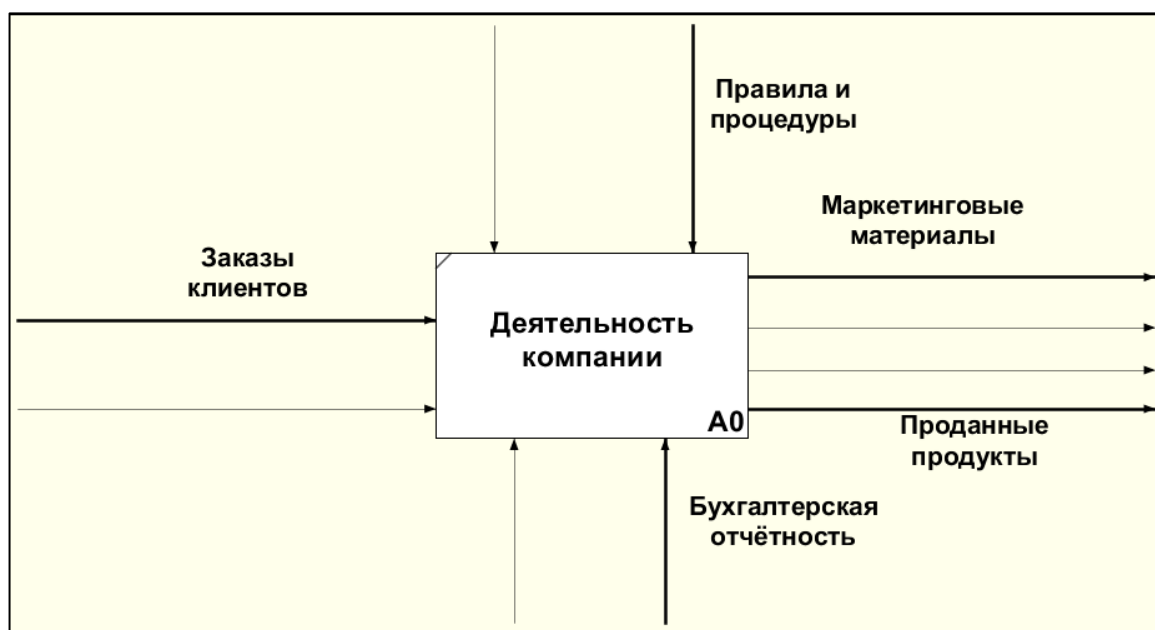 Правила и
процедуры
Маркетинговые
материалы
Заказы
клиентов
Деятельность
компании
A0
Проданные
продукты
Бухгалтерская
отчётность